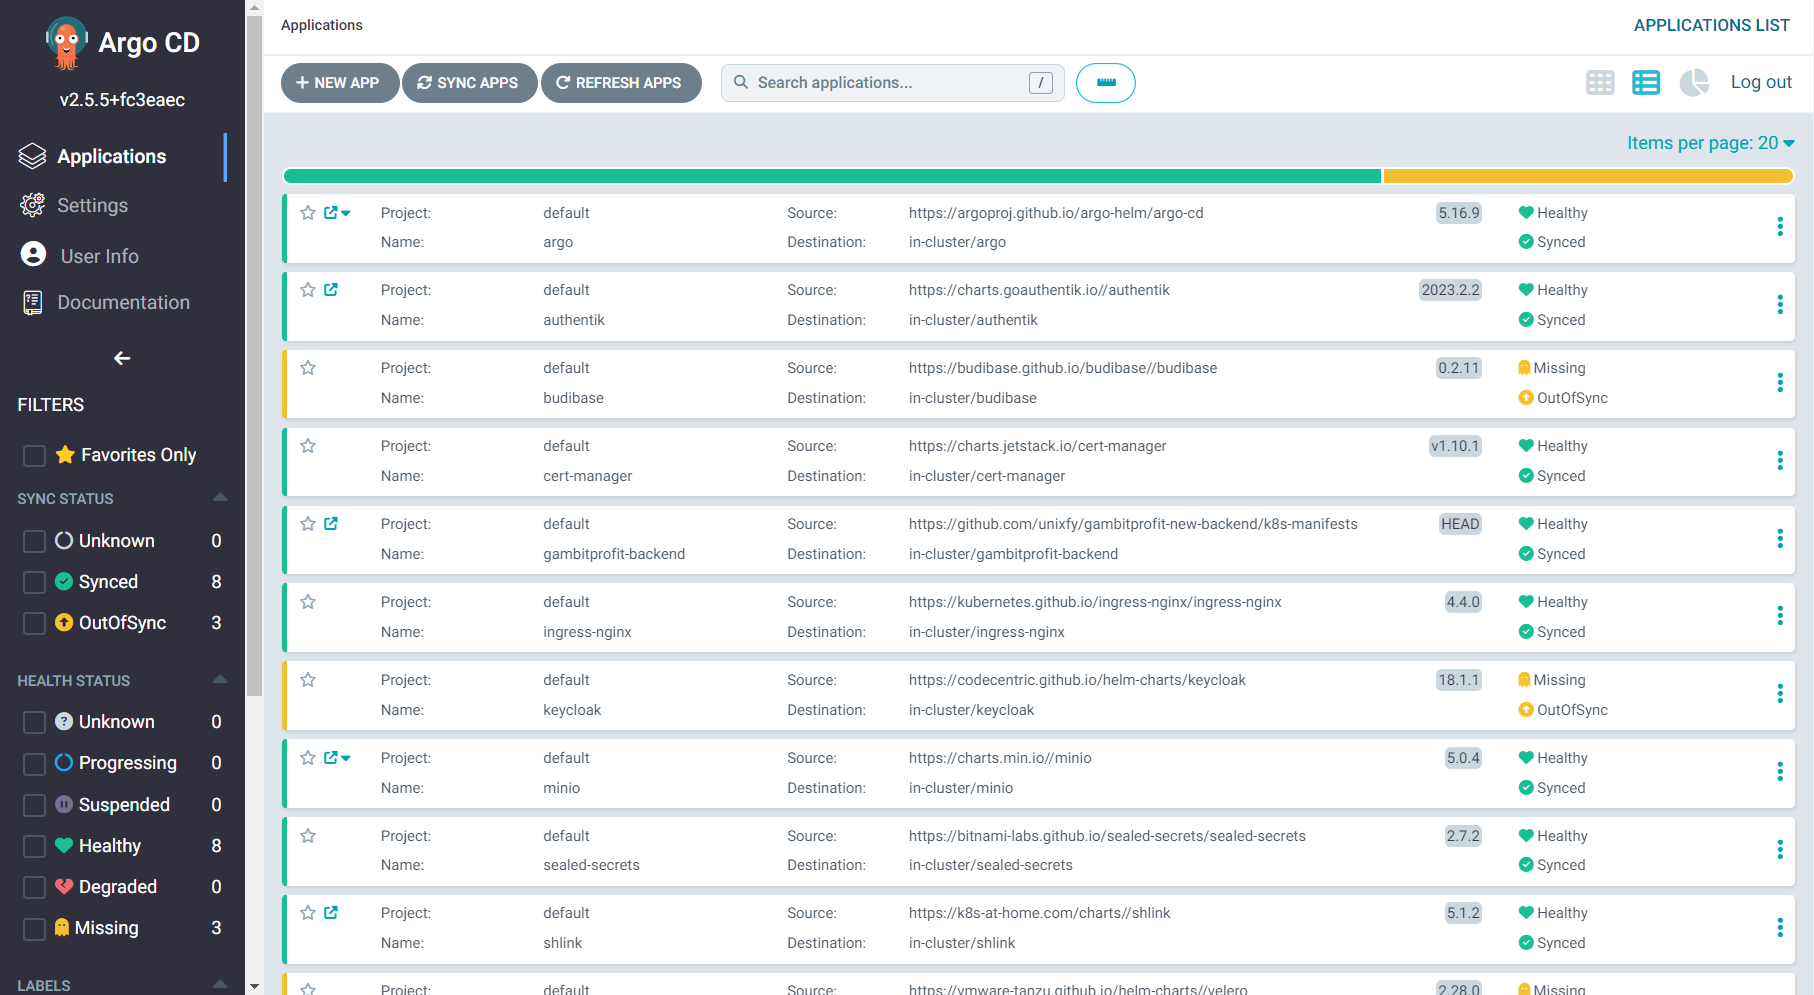 Argo CD
v2.5.5+fc3eaec
Applications
Settings
User Info
Documentation
FILTERS
Favorites Only
SYNC STATUS
Unknown 0
Synced 8
OutOfSync 3
HEALTH STATUS
Unknown 0
Progressing 0
Suspended 0
Healthy 8
Degraded 0
Missing 3
LABELS
Applications
APPLICATIONS LIST
NEW APP
SYNC APPS
REFRESH APPS
Search applications...
/
Log out
Items per page: 20
Project: default Source: https://argoproj.github.io/argo-helm/argo-cd 5.16.9 Healthy
Name: argo Destination: in-cluster/argo Synced
Project: default Source: https://charts.goauthentik.io//authentik 2023.2.2 Healthy
Name: authentik Destination: in-cluster/authentik Synced
Project: default Source: https://budibase.github.io/budibase//budibase 0.2.11 Missing
Name: budibase Destination: in-cluster/budibase OutOfSync
Project: default Source: https://charts.jetstack.io/cert-manager v1.10.1 Healthy
Name: cert-manager Destination: in-cluster/cert-manager Synced
Project: default Source: https://github.com/unixfy/gambitprofit-new-backend/k8s-manifests HEAD Healthy
Name: gambitprofit-backend Destination: in-cluster/gambitprofit-backend Synced
Project: default Source: https://kubernetes.github.io/ingress-nginx/ingress-nginx 4.4.0 Healthy
Name: ingress-nginx Destination: in-cluster/ingress-nginx Synced
Project: default Source: https://codecentric.github.io/helm-charts/keycloak 18.1.1 Missing
Name: keycloak Destination: in-cluster/keycloak OutOfSync
Project: default Source: https://charts.min.io//minio 5.0.4 Healthy
Name: minio Destination: in-cluster/minio Synced
Project: default Source: https://bitnami-labs.github.io/sealed-secrets/sealed-secrets 2.7.2 Healthy
Name: sealed-secrets Destination: in-cluster/sealed-secrets Synced
Project: default Source: https://k8s-at-home.com/charts//shlink 5.1.2 Healthy
Name: shlink Destination: in-cluster/shlink Synced
Project: default Source: https://vmware-tanzu.github.io/helm-charts//velero 2.28.0 Missing